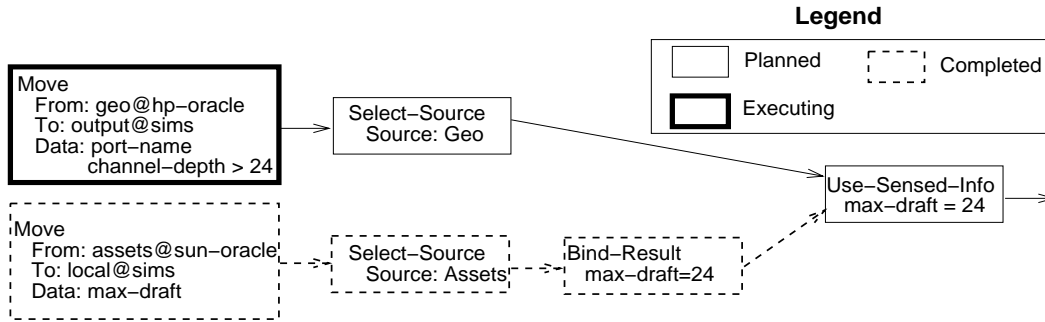 Legend
Planned
Completed
Executing
Move
From: geo@hp−oracle
To: output@sims
Data: port−name
channel−depth > 24
Select−Source
Source: Geo
Use−Sensed−Info
max−draft = 24
Move
From: assets@sun−oracle
To: local@sims
Data: max−draft
Select−Source
Source: Assets
Bind−Result
max−draft=24